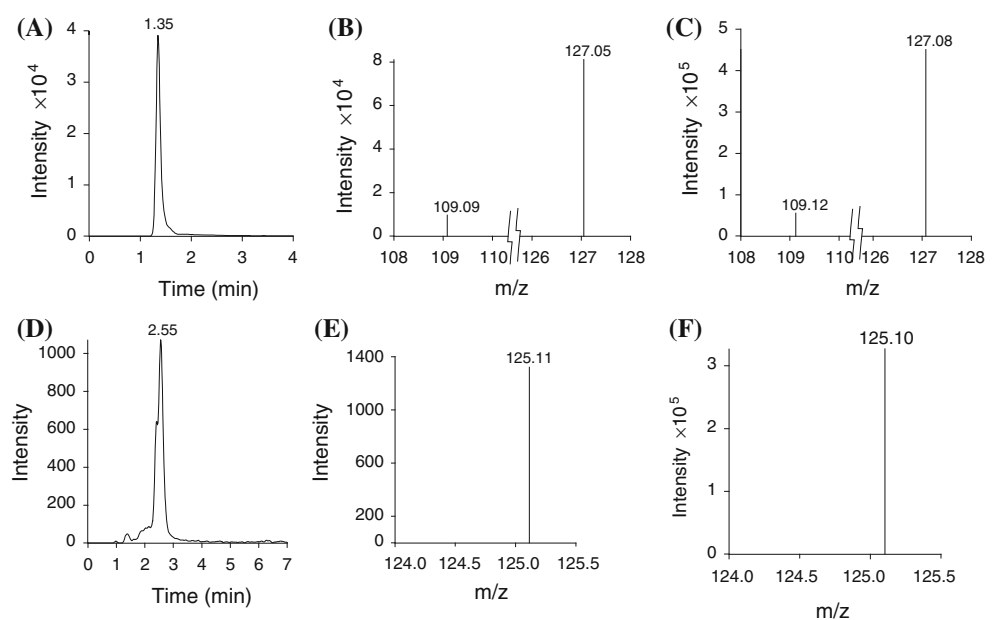 (A)
1.35
4
3
2
1
0
Intensity ×10⁴
0 1 2 3 4
Time (min)
(B)
127.05
109.09
8
6
4
2
0
Intensity ×10⁴
108 109 110 126 127 128
m/z
(C)
127.08
109.12
5
4
3
2
1
0
Intensity ×10⁵
108 109 110 126 127 128
m/z
(D)
2.55
1000
800
600
400
200
0
Intensity
0 1 2 3 4 5 6 7
Time (min)
(E)
125.11
1400
1000
600
200
0
Intensity
124.0 124.5 125.0 125.5
m/z
(F)
125.10
3
2
1
0
Intensity ×10⁵
124.0 124.5 125.0 125.5
m/z